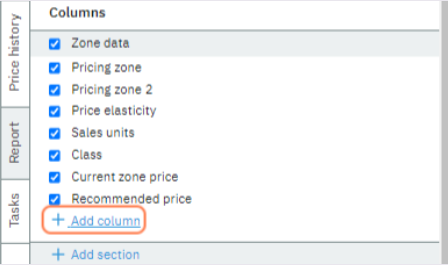 Columns
Price history
Report
Tasks
Zone data
Pricing zone
Pricing zone 2
Price elasticity
Sales units
Class
Current zone price
Recommended price
+ Add column
+ Add section